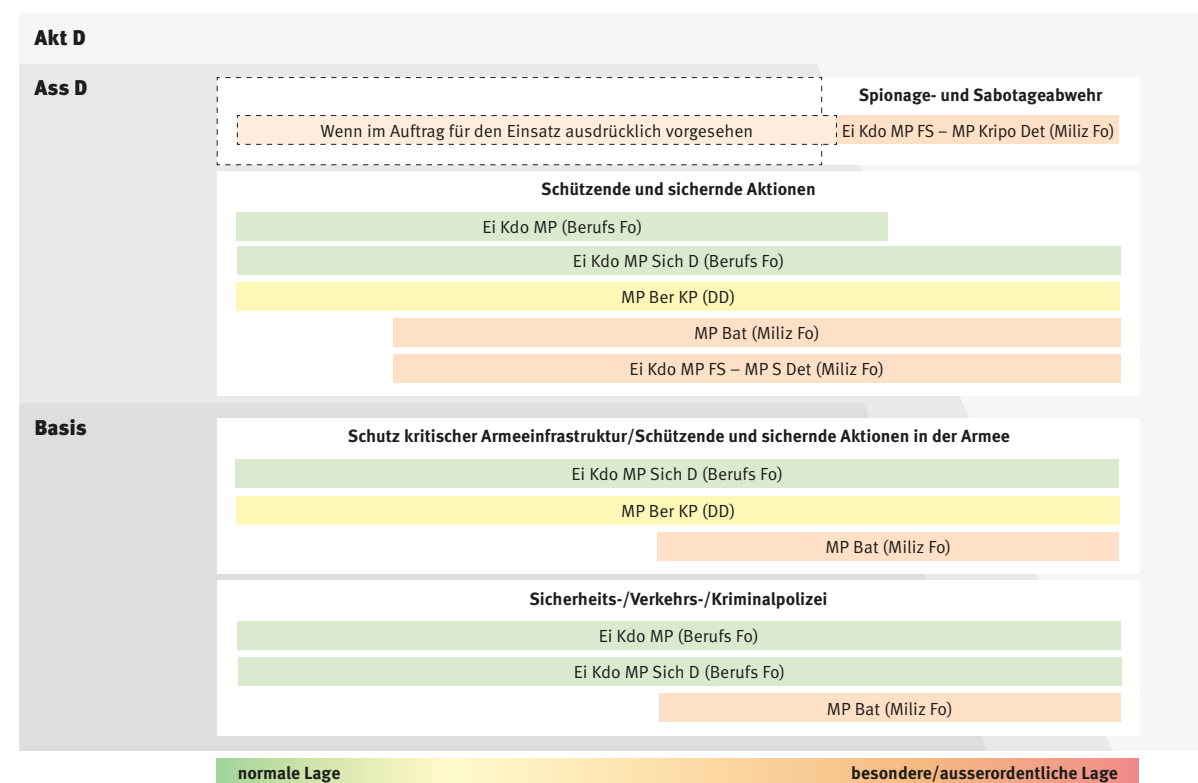 Akt D
Ass D
Spionage- und Sabotageabwehr
Wenn im Auftrag für den Einsatz ausdrücklich vorgesehen
Ei Kdo MP FS – MP Kripo Det (Miliz Fo)
Schützende und sichernde Aktionen
Ei Kdo MP (Berufs Fo)
Ei Kdo MP Sich D (Berufs Fo)
MP Ber KP (DD)
MP Bat (Miliz Fo)
Ei Kdo MP FS – MP S Det (Miliz Fo)
Basis
Schutz kritischer Armeeinfrastruktur/Schützende und sichernde Aktionen in der Armee
Ei Kdo MP Sich D (Berufs Fo)
MP Ber KP (DD)
MP Bat (Miliz Fo)
Sicherheits-/Verkehrs-/Kriminalpolizei
Ei Kdo MP (Berufs Fo)
Ei Kdo MP Sich D (Berufs Fo)
MP Bat (Miliz Fo)
normale Lage
besondere/ausserordentliche Lage